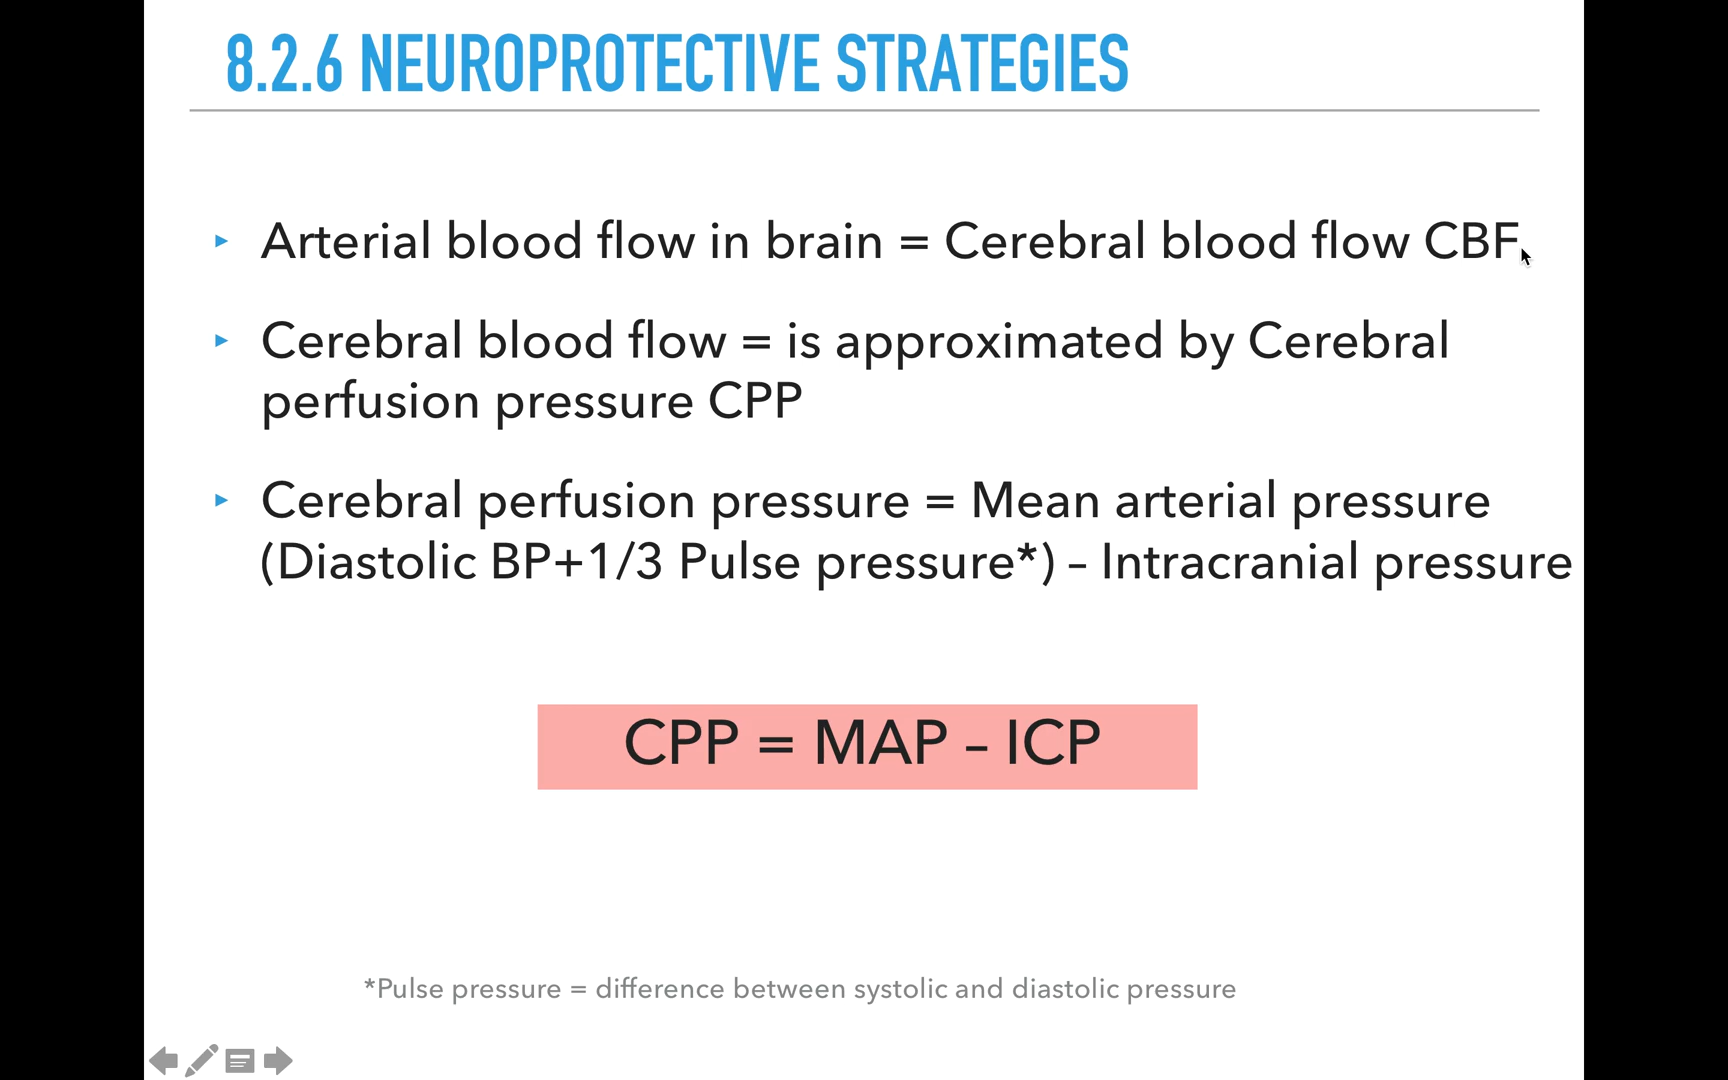 8.2.6 NEUROPROTECTIVE STRATEGIES
▸ Arterial blood flow in brain = Cerebral blood flow CBF
▸ Cerebral blood flow = is approximated by Cerebral
perfusion pressure CPP
▸ Cerebral perfusion pressure = Mean arterial pressure
(Diastolic BP+1/3 Pulse pressure*) – Intracranial pressure
CPP = MAP – ICP
*Pulse pressure = difference between systolic and diastolic pressure